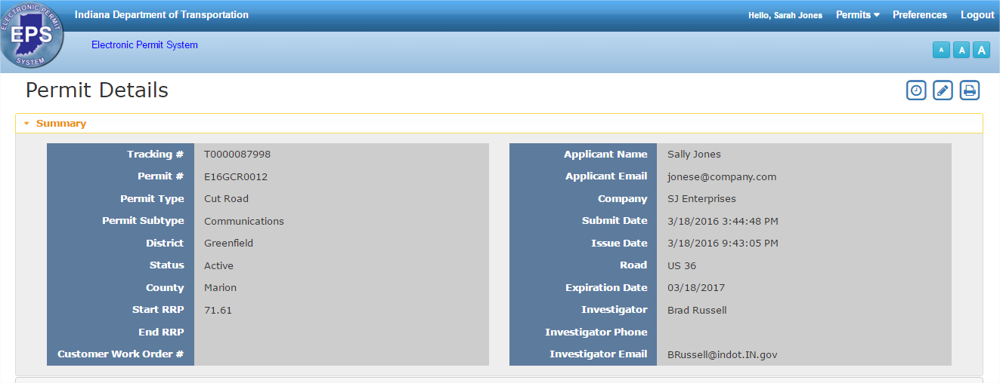 ELECTRONIC PERMIT
EPS
SYSTEM
Indiana Department of Transportation
Hello, Sarah Jones Permits Preferences Logout
Electronic Permit System
A A A
Permit Details
Summary
Tracking # T0000087998
Permit # E16GCR0012
Permit Type Cut Road
Permit Subtype Communications
District Greenfield
Status Active
County Marion
Start RRP 71.61
End RRP
Customer Work Order #
Applicant Name Sally Jones
Applicant Email jonese@company.com
Company SJ Enterprises
Submit Date 3/18/2016 3:44:48 PM
Issue Date 3/18/2016 9:43:05 PM
Road US 36
Expiration Date 03/18/2017
Investigator Brad Russell
Investigator Phone
Investigator Email BRussell@indot.IN.gov